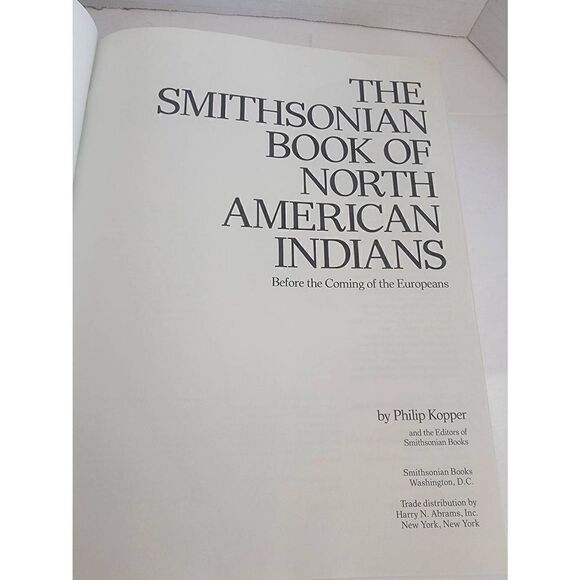 THE
SMITHSONIAN
BOOK OF
NORTH
AMERICAN
INDIANS
Before the Coming of the Europeans
by Philip Kopper
and the Editors of
Smithsonian Books
Smithsonian Books
Washington, D.C.
Trade distribution by
Harry N. Abrams, Inc.
New York, New York